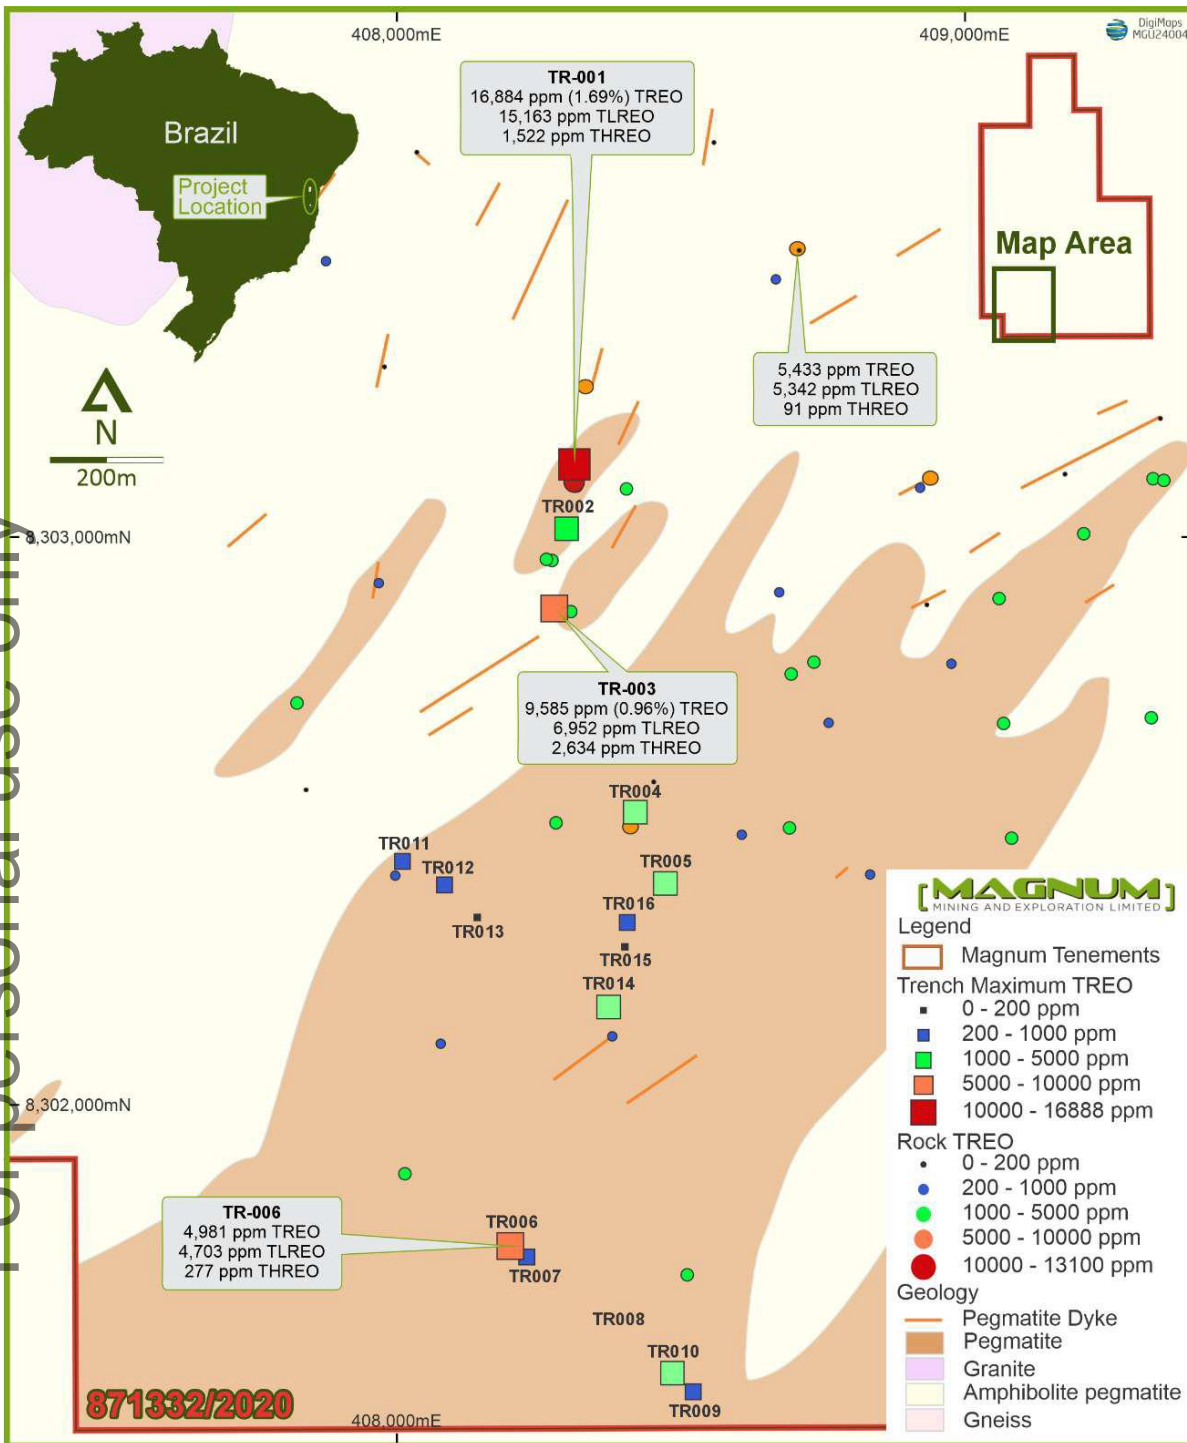 408,000mE
409,000mE
DigiMaps
MGU24004
TR-001
16,884 ppm (1.69%) TREO
15,163 ppm TLREO
1,522 ppm THREO
Brazil
Project
Location
Map Area
5,433 ppm TREO
5,342 ppm TLREO
91 ppm THREO
N
200m
TR002
8,303,000mN
TR-003
9,585 ppm (0.96%) TREO
6,952 ppm TLREO
2,634 ppm THREO
TR004
TR011
TR012
TR005
TR016
TR013
TR015
TR014
8,302,000mN
TR-006
4,981 ppm TREO
4,703 ppm TLREO
277 ppm THREO
TR006
TR007
TR008
TR010
TR009
871332/2020
408,000mE
[MAGNUM]
MINING AND EXPLORATION LIMITED
Legend
Magnum Tenements
Trench Maximum TREO
0 - 200 ppm
200 - 1000 ppm
1000 - 5000 ppm
5000 - 10000 ppm
10000 - 16888 ppm
Rock TREO
0 - 200 ppm
200 - 1000 ppm
1000 - 5000 ppm
5000 - 10000 ppm
10000 - 13100 ppm
Geology
Pegmatite Dyke
Pegmatite
Granite
Amphibolite pegmatite
Gneiss
For personal use only